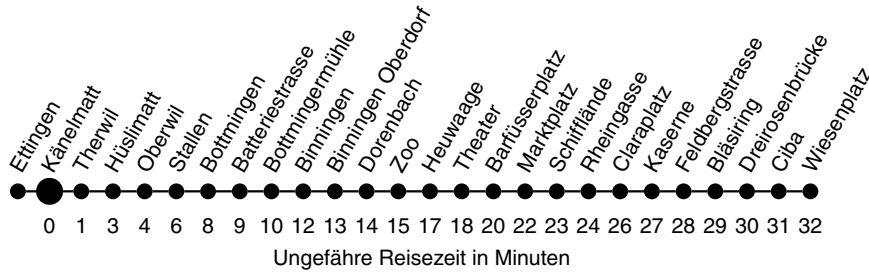 Ettingen
Känelmatt
Therwil
Hüslimatt
Oberwil
Stallen
Bottmingen
Batteriestrasse
Bottmingermühle
Binningen
Binningen Oberdorf
Dorenbach
Zoo
Heuwaage
Theater
Barfüsserplatz
Marktplatz
Schifflände
Rheingasse
Claraplatz
Kaserne
Feldbergstrasse
Bläsiring
Dreirosenbrücke
Ciba
Wiesenplatz
0 1 3 4 6 8 9 10 12 13 14 15 17 18 20 22 23 24 26 27 28 29 30 31 32
Ungefähre Reisezeit in Minuten